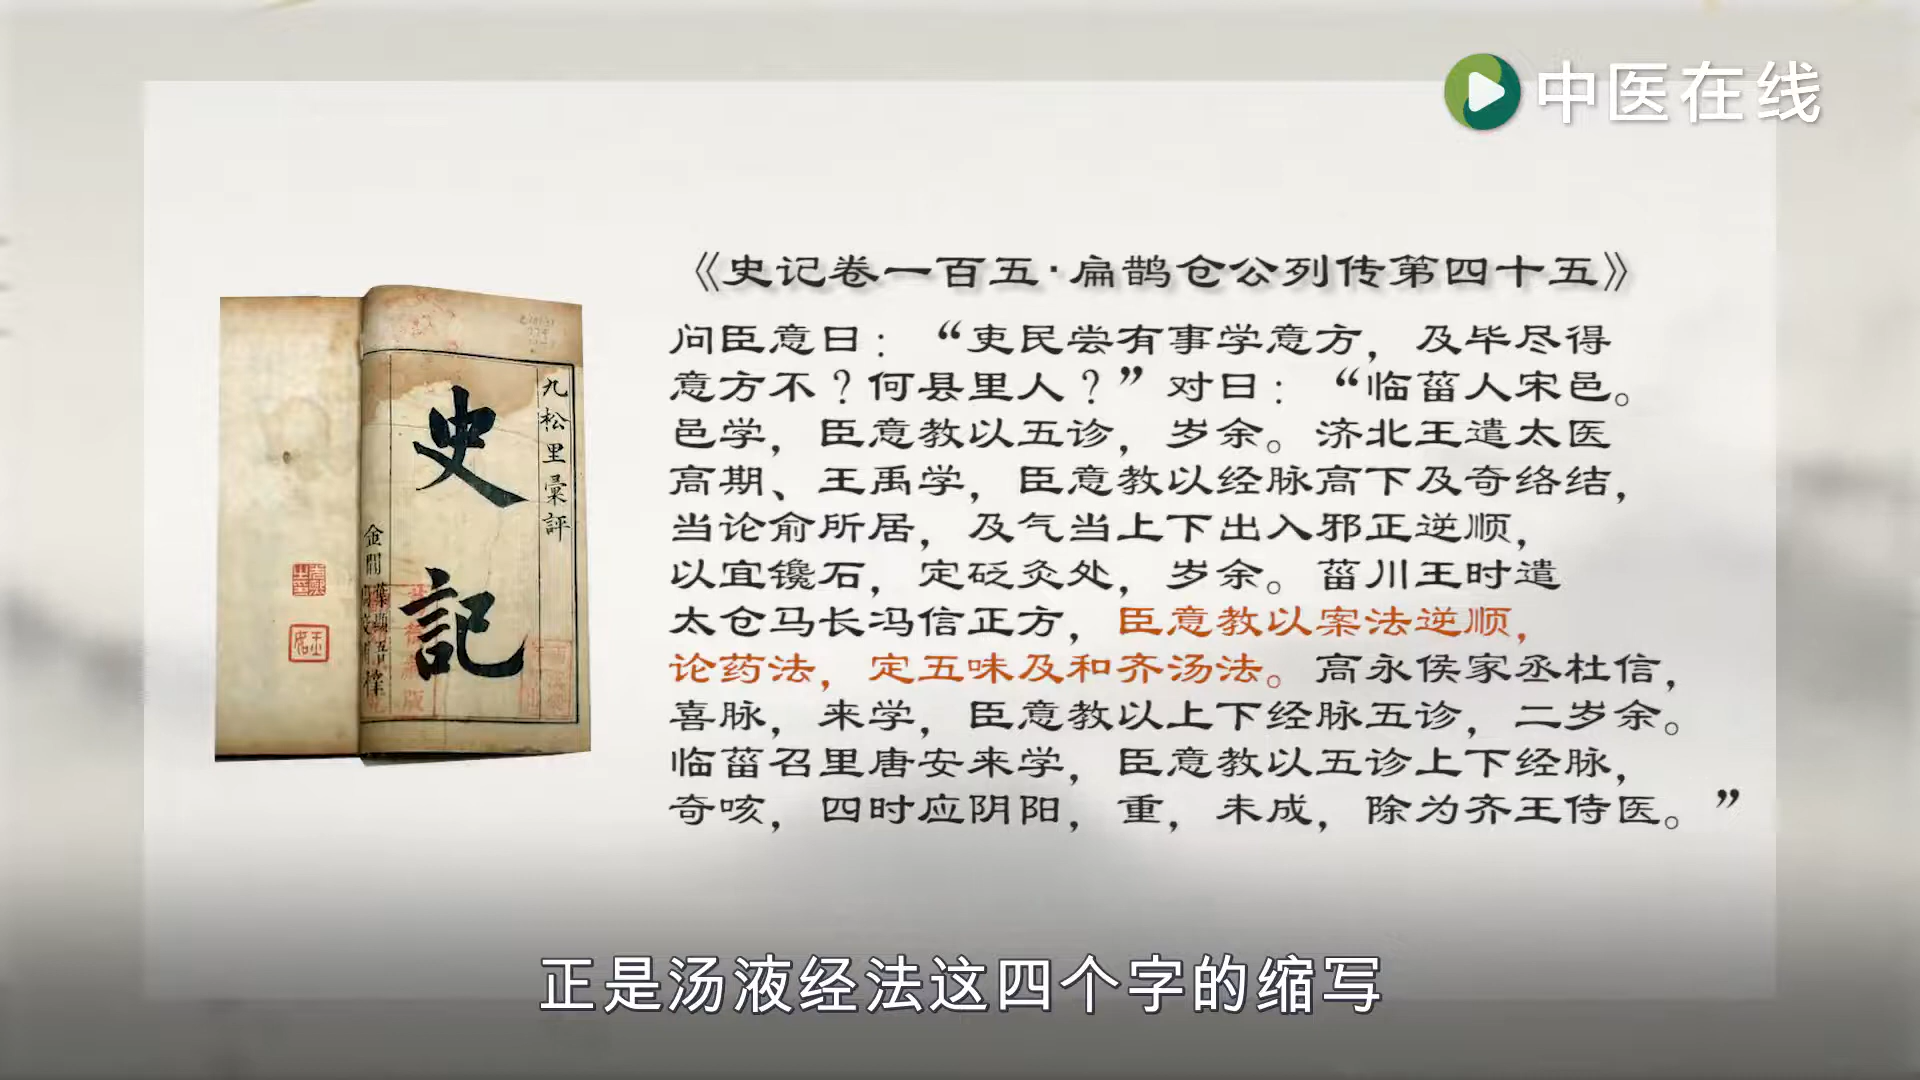 中医在线
《史记卷一百五·扁鹊仓公列传第四十五》
问臣意曰：“吏民尝有事学意方，及毕尽得
意方不？何县里人？”对曰：“临菑人宋邑。
邑学，臣意教以五诊，岁余。济北王遣太医
高期、王禹学，臣意教以经脉高下及奇络结，
当论俞所居，及气当上下出入邪正逆顺，
以宜镵石，定砭灸处，岁余。菑川王时遣
太仓马长冯信正方，臣意教以案法逆顺，
论药法，定五味及和齐汤法。高永侯家丞杜信，
喜脉，来学，臣意教以上下经脉五诊，二岁余。
临菑召里唐安来学，臣意教以五诊上下经脉，
奇咳，四时应阴阳，重，未成，除为齐王侍医。”
九松里彙評
史記
金閶
正是汤液经法这四个字的缩写